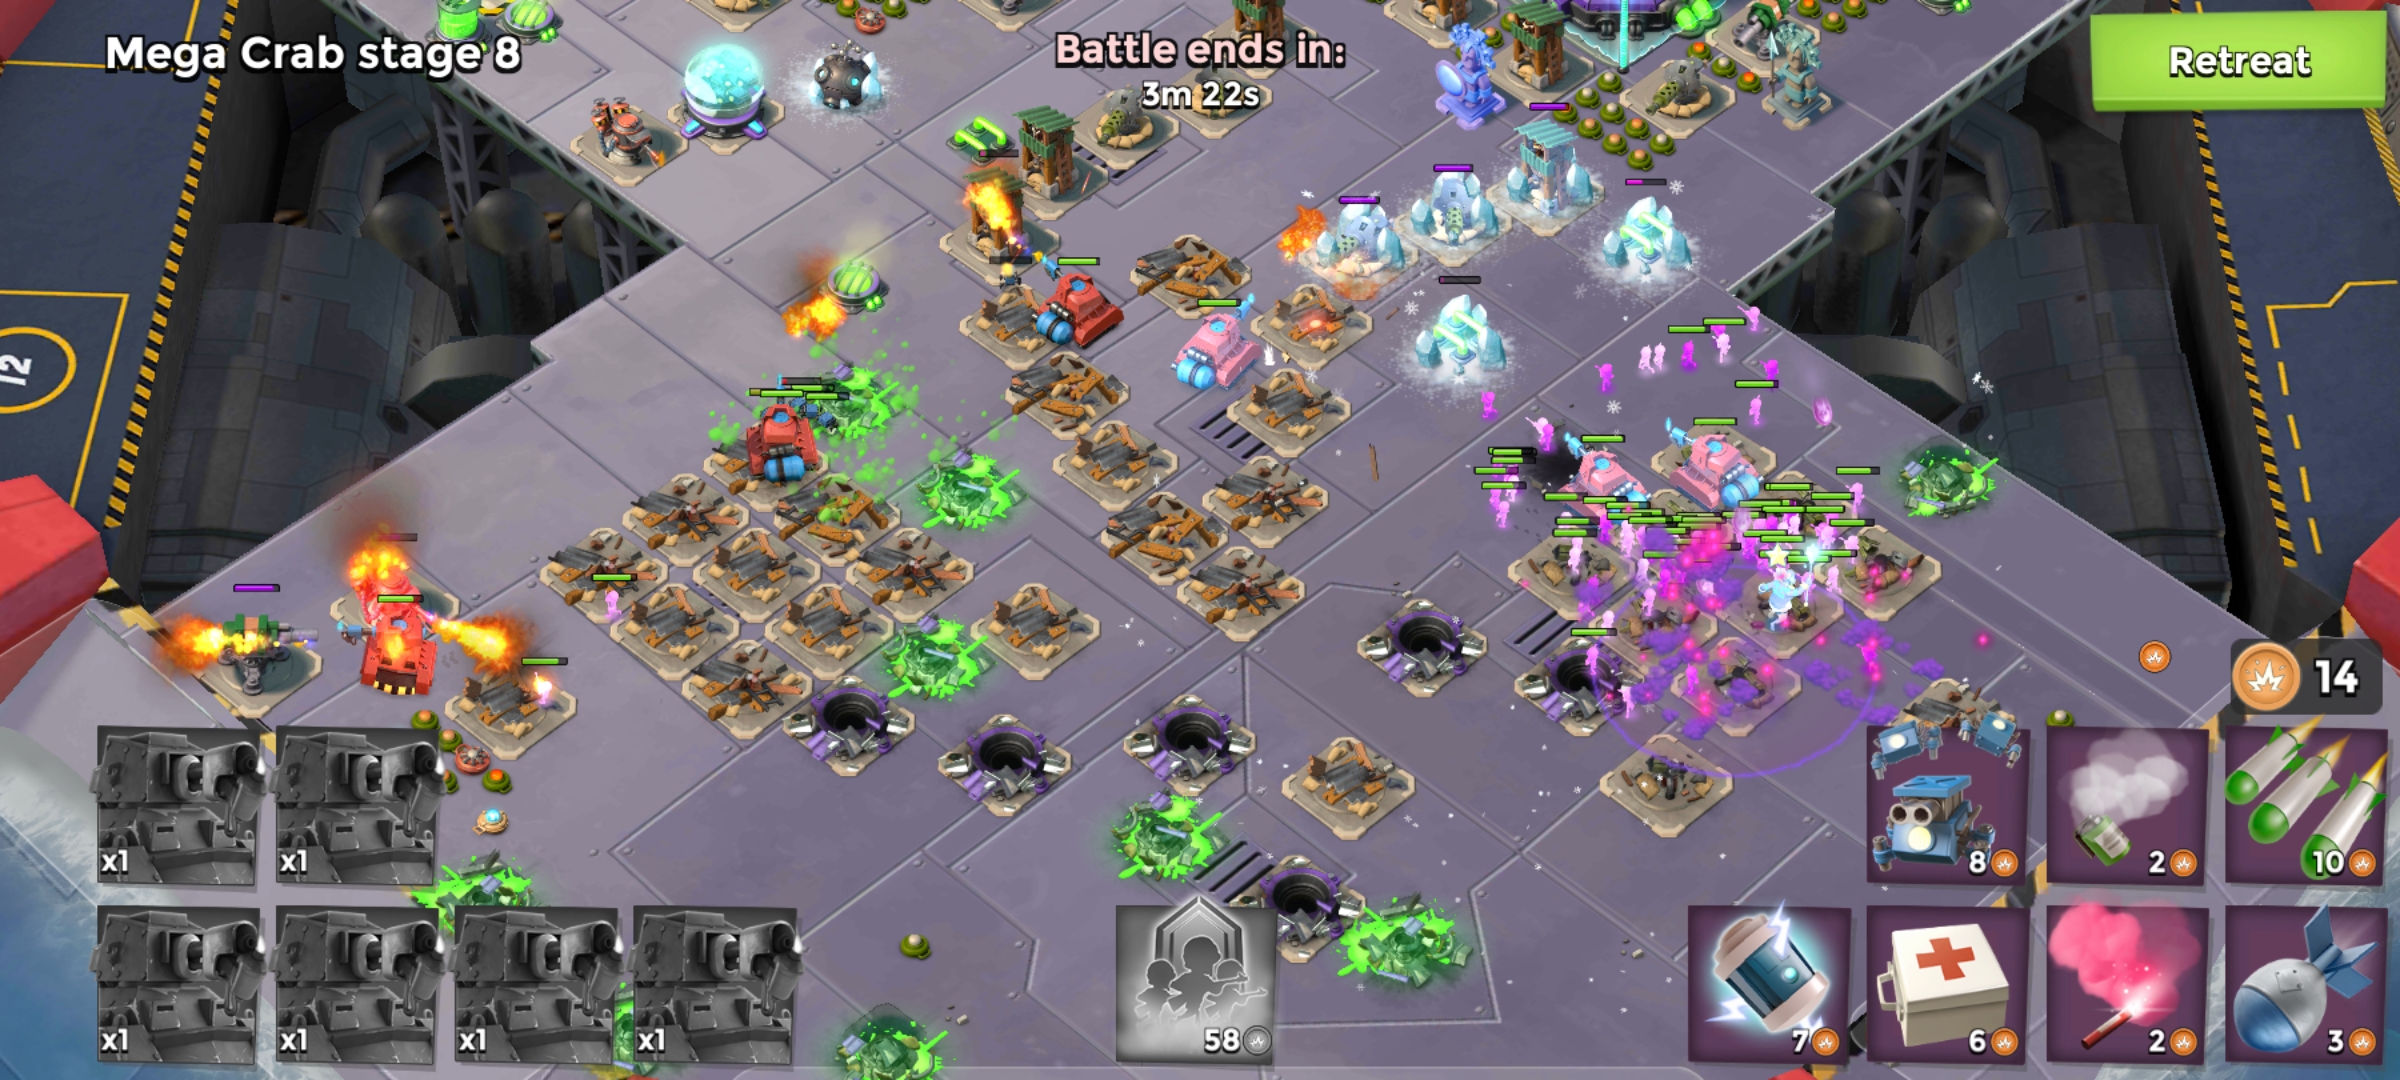 Mega Crab stage 8
Battle ends in:
3m 22s
Retreat
12
14
x1
x1
8
2
10
x1
x1
x1
x1
58
7
6
2
3